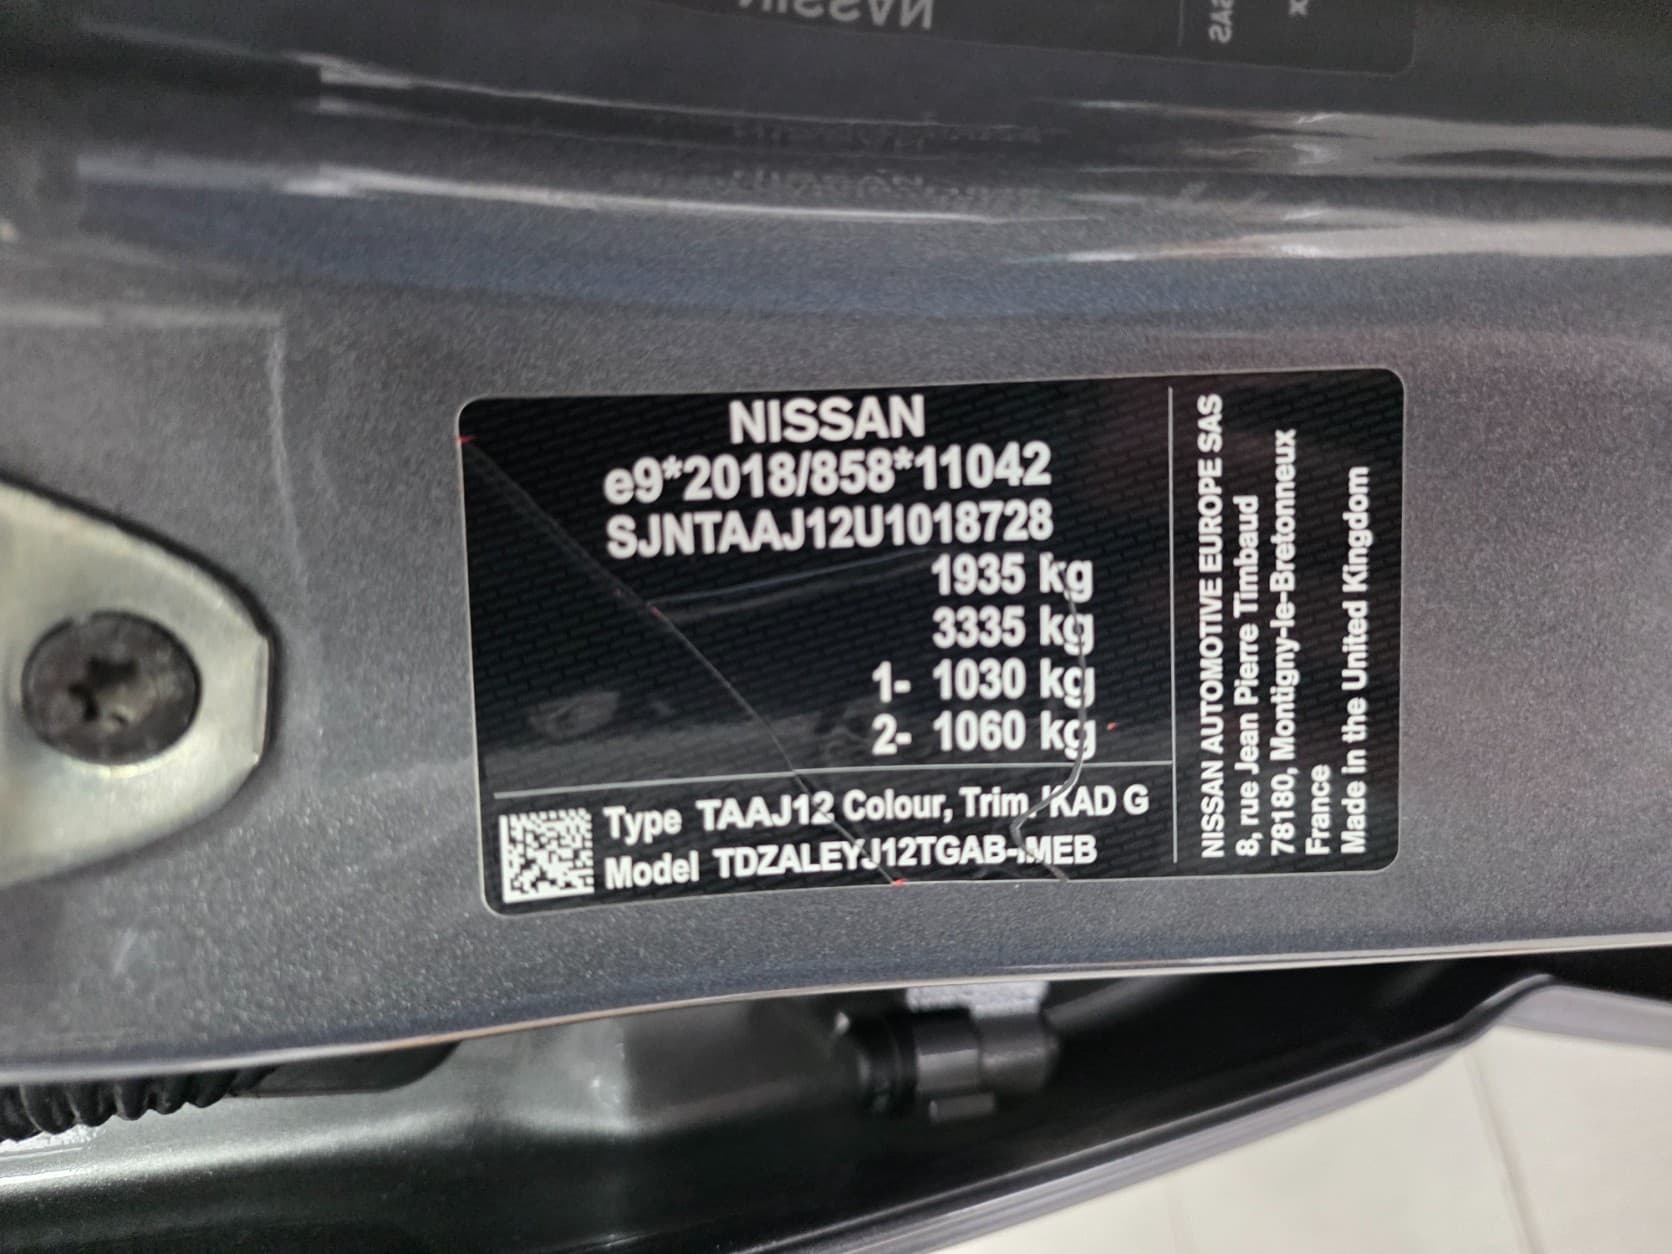 NISSAN
e9*2018/858*11042
SJNTAAJ12U1018728
1935 kg
3335 kg
1- 1030 kg
2- 1060 kg
Type TAAJ12 Colour, Trim KAD G
Model TDZALEYJ12TGAB-MEB
NISSAN AUTOMOTIVE EUROPE SAS
8, rue Jean Pierre Timbaud
78180, Montigny-le-Bretonneux
France
Made in the United Kingdom